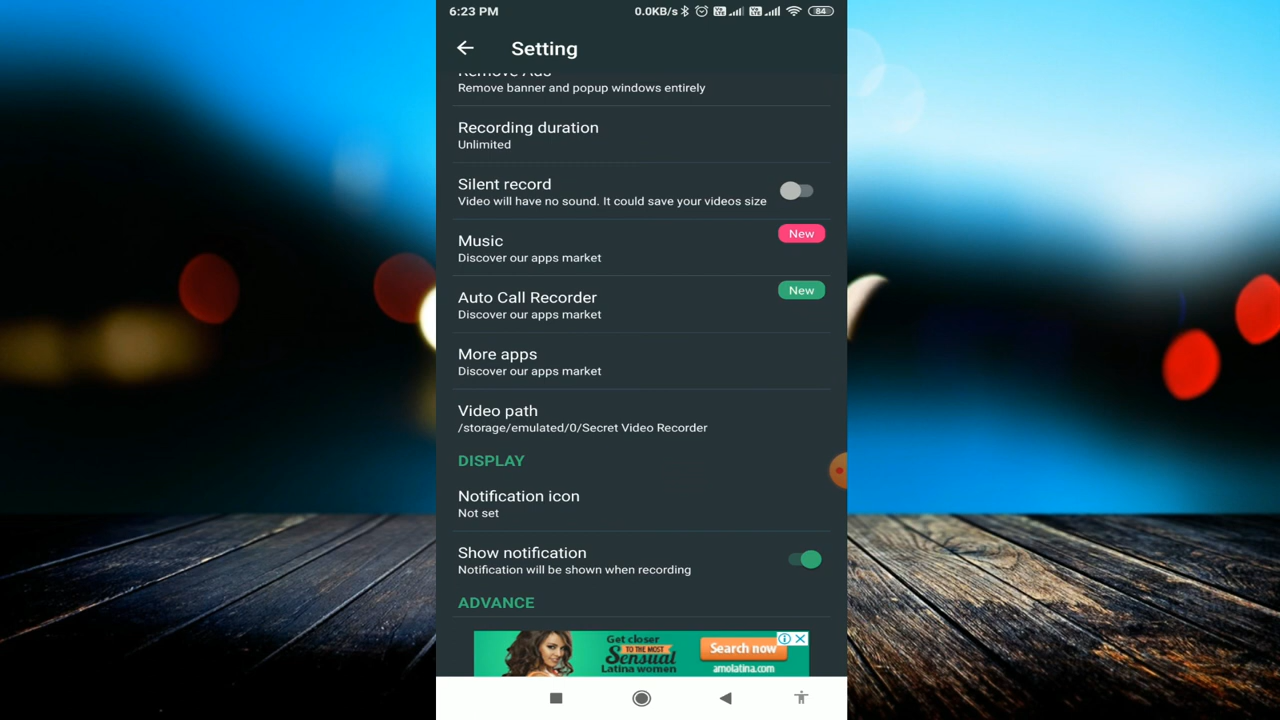 6:23 PM
0.0KB/s
84
Setting
Remove Ads
Remove banner and popup windows entirely
Recording duration
Unlimited
Silent record
Video will have no sound. It could save your videos size
Music
New
Discover our apps market
Auto Call Recorder
New
Discover our apps market
More apps
Discover our apps market
Video path
/storage/emulated/0/Secret Video Recorder
DISPLAY
Notification icon
Not set
Show notification
Notification will be shown when recording
ADVANCE
Get closer
TO THE MOST
Sensual
Latina women
Search now
amolatina.com